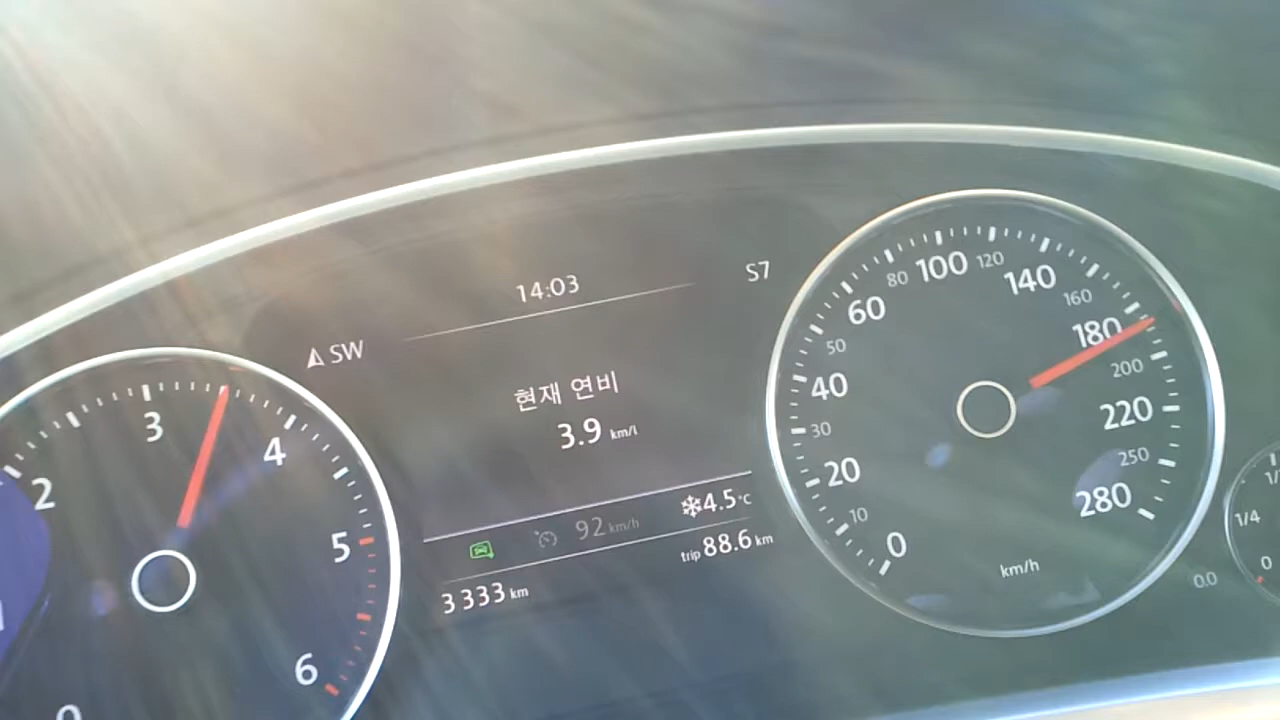 14:03
S7
SW
현재 연비
3.9 km/l
❄4.5°C
92 km/h
trip 88.6 km
3333 km
2
3
4
5
6
0
10
20
30
40
50
60
80
100
120
140
160
180
200
220
250
280
km/h
0.0
0
1/4